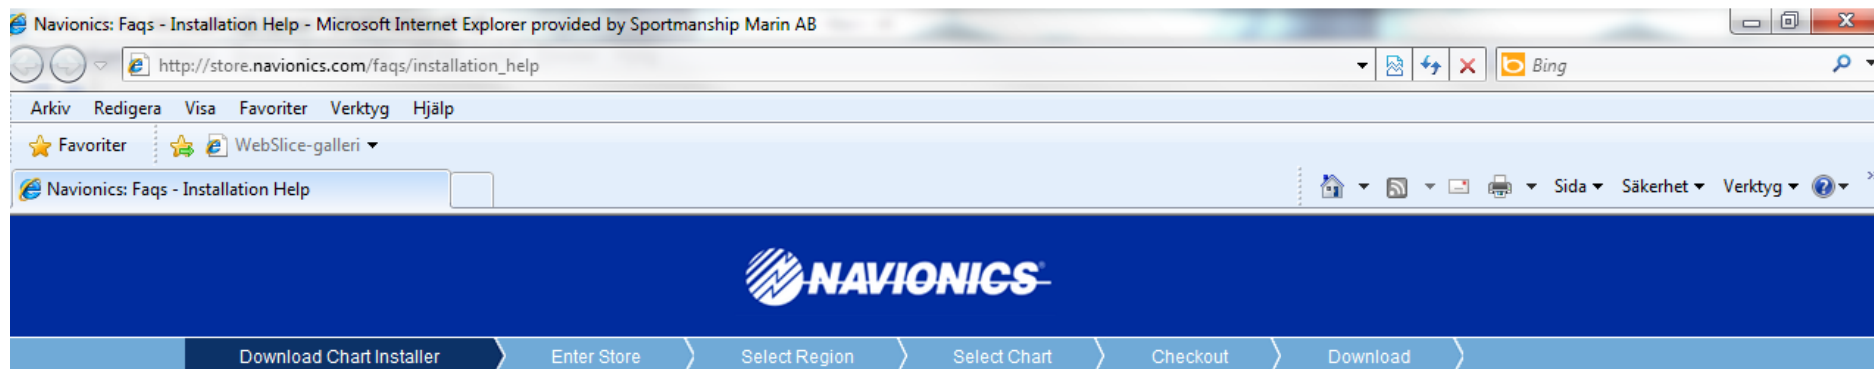 Navionics: Faqs - Installation Help - Microsoft Internet Explorer provided by Sportmanship Marin AB
http://store.navionics.com/faqs/installation_help
Bing
Arkiv Redigera Visa Favoriter Verktyg Hjälp
Favoriter WebSlice-galleri
Navionics: Faqs - Installation Help
Sida Säkerhet Verktyg
NAVIONICS
Download Chart Installer Enter Store Select Region Select Chart Checkout Download